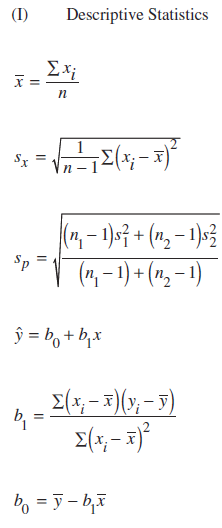 (I) Descriptive Statistics
x̅ = Σxᵢ / n
sₓ = √(1/(n − 1) Σ(xᵢ − x̅)²)
sₚ = √(((n₁ − 1)s₁² + (n₂ − 1)s₂²) / ((n₁ − 1) + (n₂ − 1)))
ŷ = b₀ + b₁x
b₁ = Σ(xᵢ − x̅)(yᵢ − y̅) / Σ(xᵢ − x̅)²
b₀ = y̅ − b₁x̅